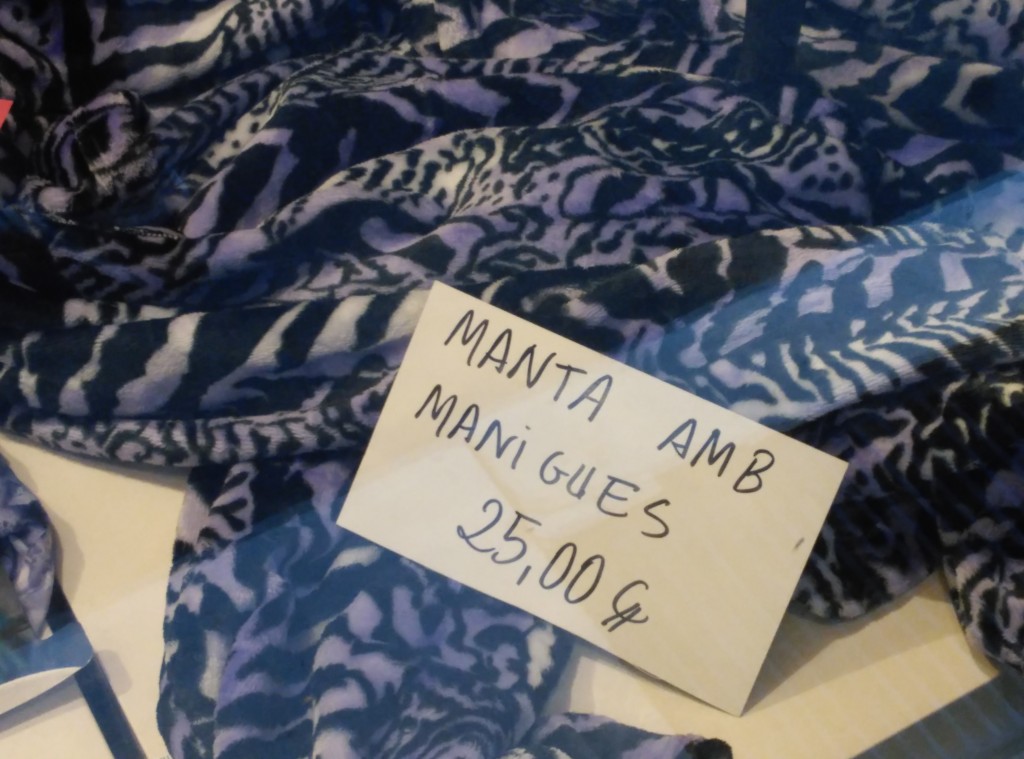 MANTA AMB
MANiGUES
25,00 €